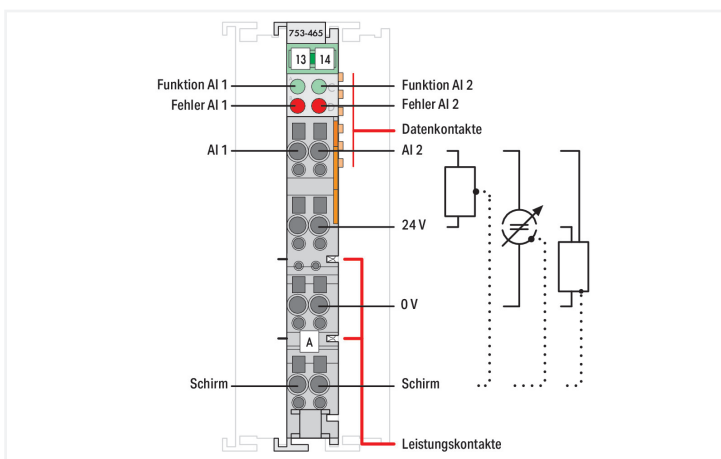 753-465
13 14
Funktion AI 1
Funktion AI 2
C
Fehler AI 1
Fehler AI 2
D
Datenkontakte
AI 1
AI 2
24 V
0 V
A
Schirm
Schirm
Leistungskontakte